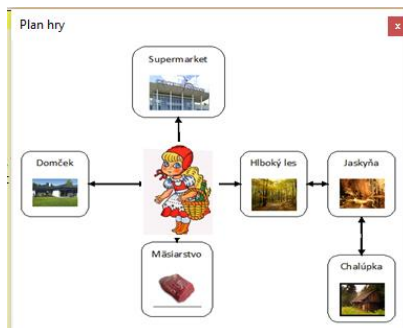 Plan hry
x
Supermarket
Domček
Hlboký les
Jaskyňa
Mäsiarstvo
Chalúpka